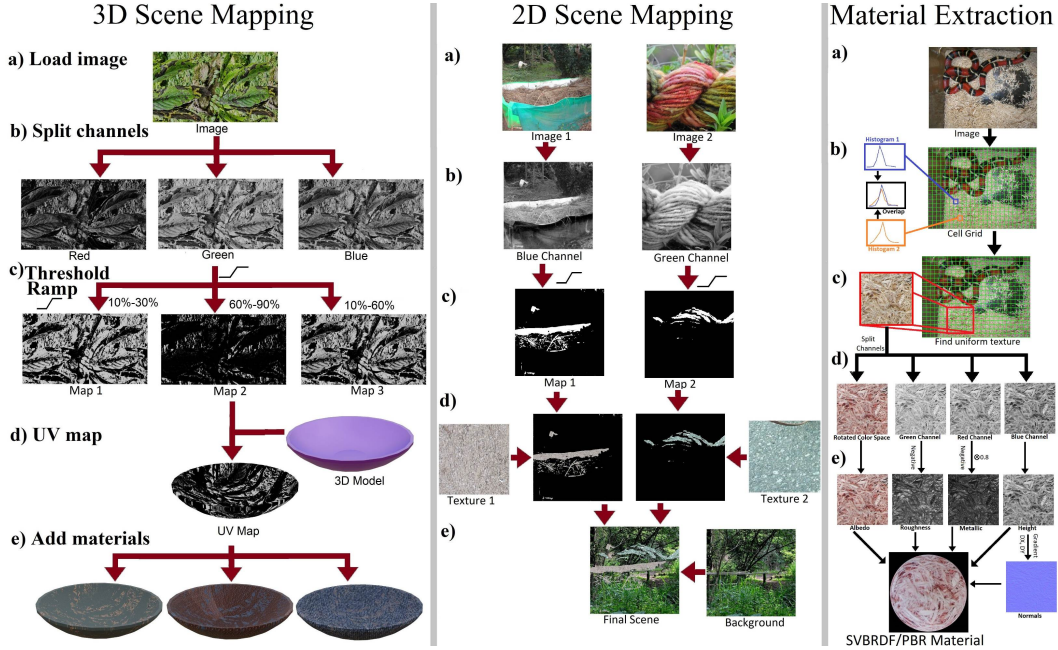 3D Scene Mapping
a) Load image
Image
b) Split channels
Red
Green
Blue
c) Threshold
Ramp
10%-30%
60%-90%
10%-60%
Map 1
Map 2
Map 3
d) UV map
3D Model
UV Map
e) Add materials
2D Scene Mapping
a)
Image 1
Image 2
b)
Blue Channel
Green Channel
c)
Map 1
Map 2
d)
Texture 1
Texture 2
e)
Final Scene
Background
Material Extraction
a)
Image
b)
Histogram 1
Overlap
Histogam 2
Cell Grid
c)
Find uniform texture
Split
Channels
d)
Rotated Color Space
Green Channel
Red Channel
Blue Channel
e)
Negative
Negative
⊗0.8
Albedo
Roughness
Metallic
Height
Gradient
DX, DY
Normals
SVBRDF/PBR Material